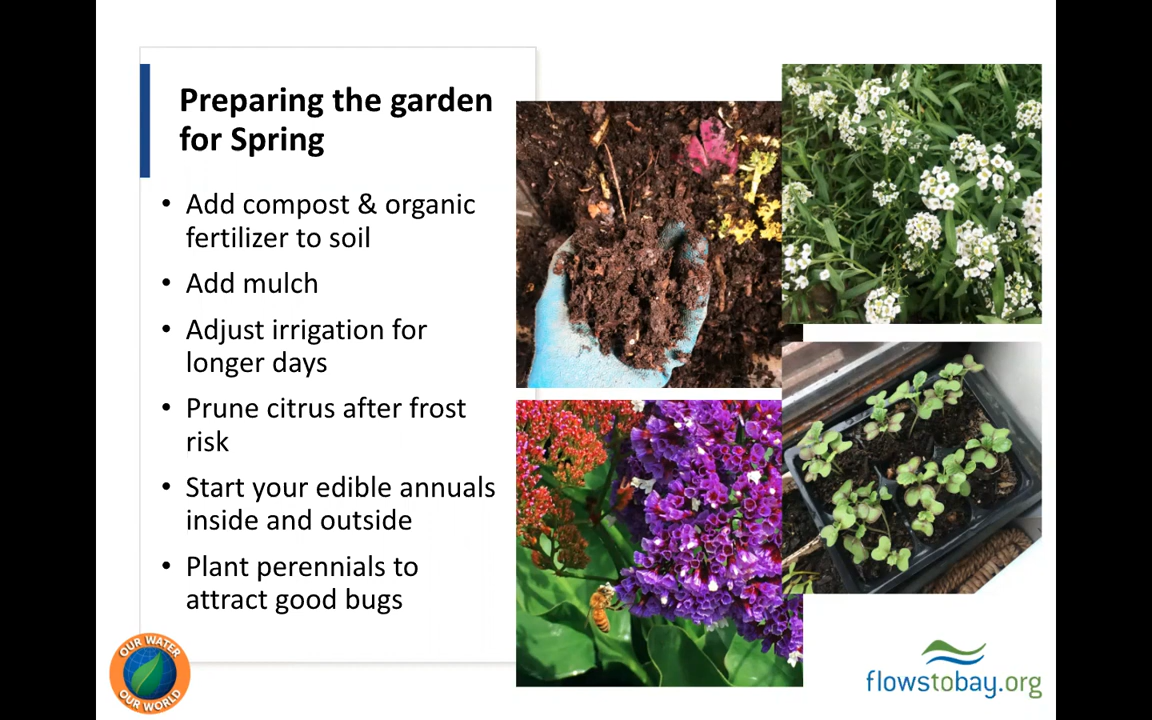 Preparing the garden
for Spring
• Add compost & organic
fertilizer to soil
• Add mulch
• Adjust irrigation for
longer days
• Prune citrus after frost
risk
• Start your edible annuals
inside and outside
• Plant perennials to
attract good bugs
OUR WATER
OUR WORLD
flowstobay.org